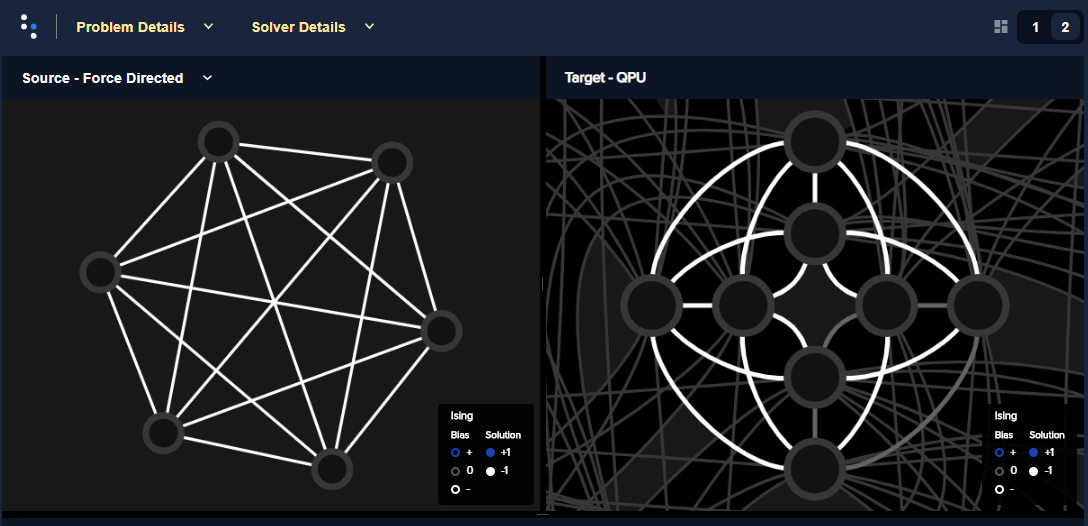 Problem Details Solver Details 1 2
Source - Force Directed
Target - QPU
Ising
Bias Solution
+ +1
0 -1
-
Ising
Bias Solution
+ +1
0 -1
-